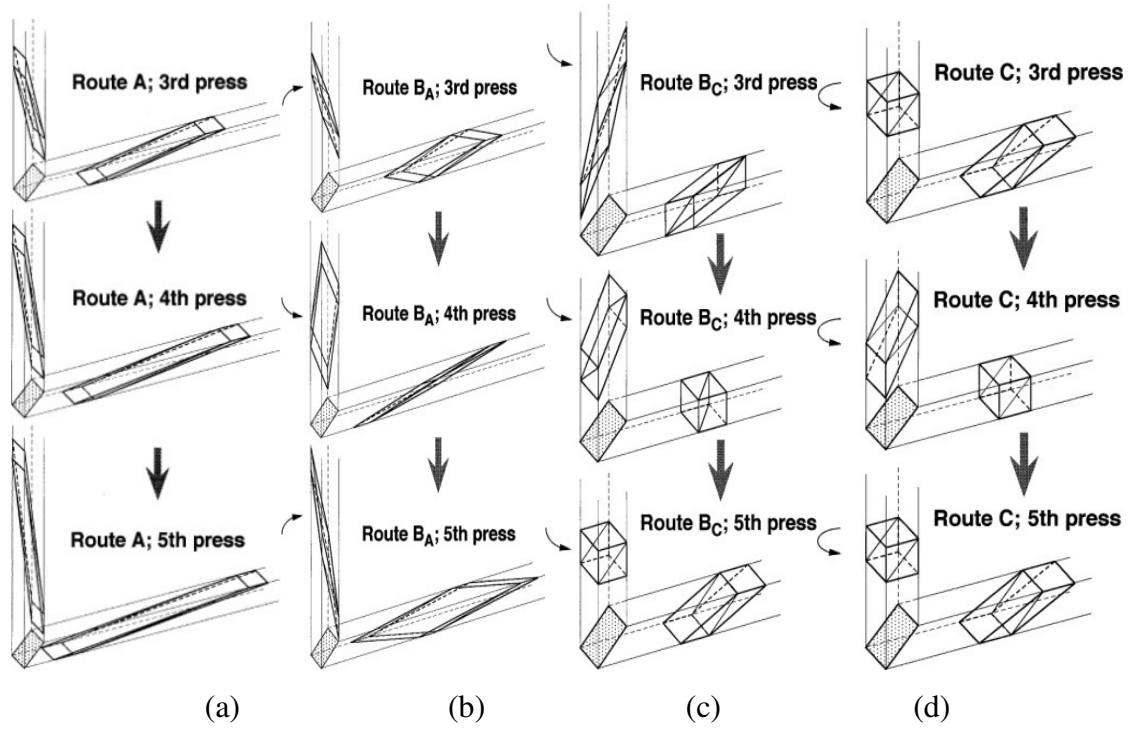 Route A; 3rd press
Route B_A; 3rd press
Route B_C; 3rd press
Route C; 3rd press
Route A; 4th press
Route B_A; 4th press
Route B_C; 4th press
Route C; 4th press
Route A; 5th press
Route B_A; 5th press
Route B_C; 5th press
Route C; 5th press
(a) (b) (c) (d)